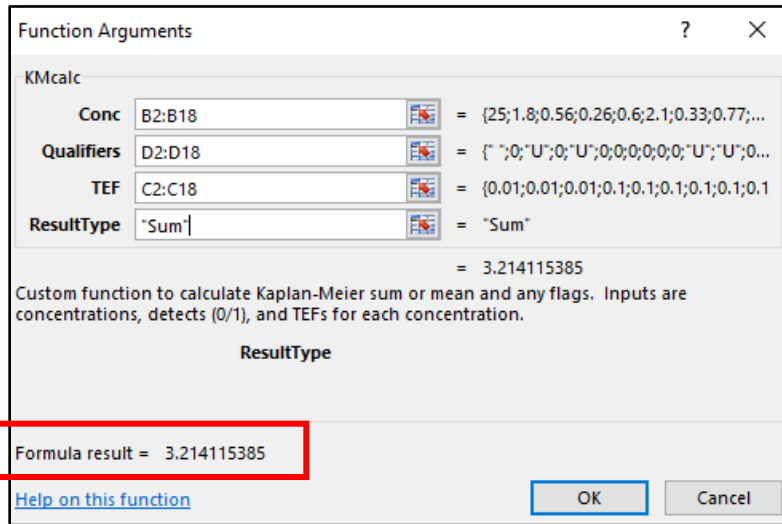 Function Arguments ? ×
KMcalc
Conc B2:B18 = {25;1.8;0.56;0.26;0.6;2.1;0.33;0.77;...
Qualifiers D2:D18 = {" ";0;"U";0;"U";0;0;0;0;0;0;"U";"U";0...
TEF C2:C18 = {0.01;0.01;0.01;0.1;0.1;0.1;0.1;0.1;0.1
ResultType "Sum" = "Sum"
= 3.214115385
Custom function to calculate Kaplan-Meier sum or mean and any flags. Inputs are
concentrations, detects (0/1), and TEFs for each concentration.
ResultType
Formula result = 3.214115385
Help on this function OK Cancel